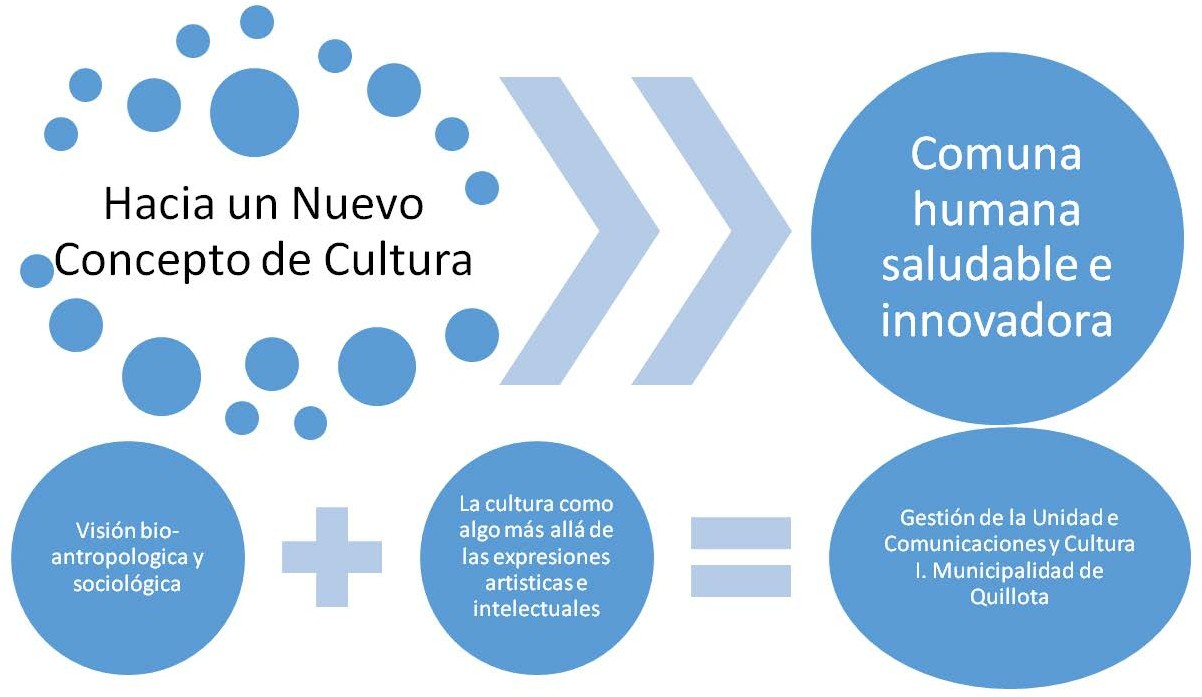 Hacia un Nuevo
Concepto de Cultura
Comuna
humana
saludable e
innovadora
Visión bio-
antropologica y
sociológica
La cultura como
algo más allá de
las expresiones
artisticas e
intelectuales
Gestión de la Unidad e
Comunicaciones y Cultura
I. Municipalidad de
Quillota